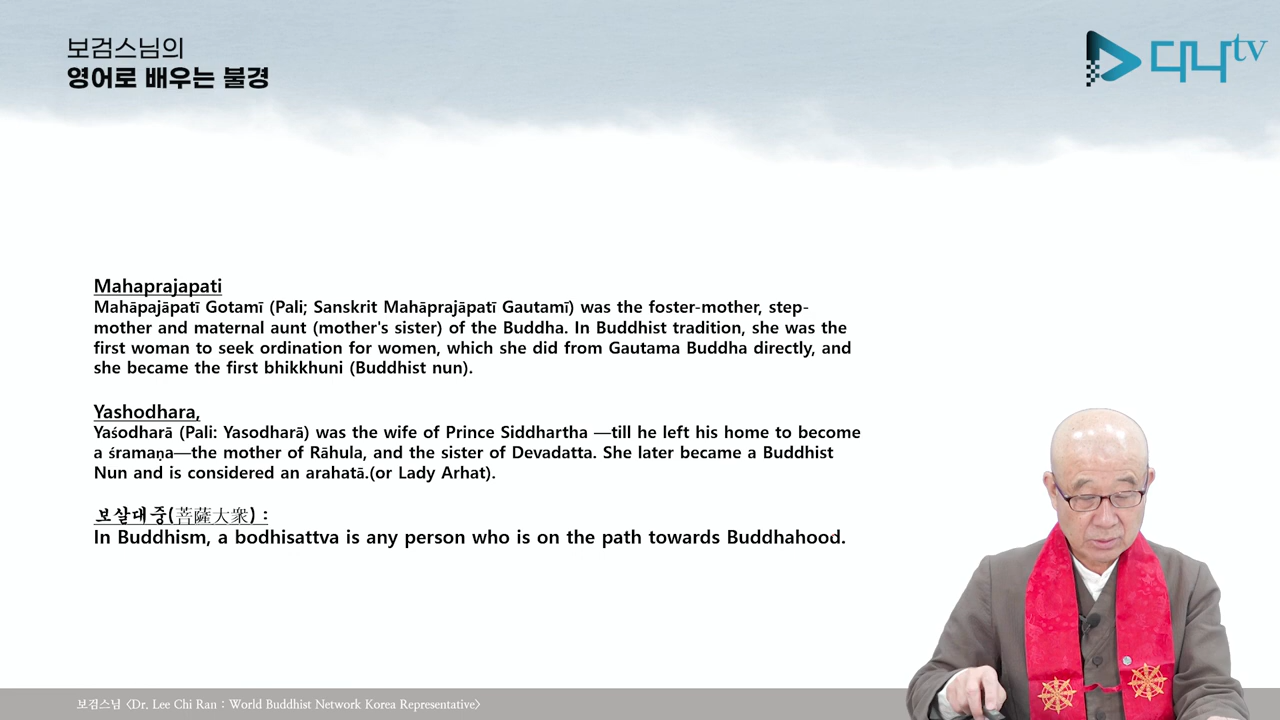 보검스님의
영어로 배우는 불경
다나tv
Mahaprajapati
Mahāpajāpatī Gotamī (Pali; Sanskrit Mahāprajāpatī Gautamī) was the foster-mother, step-
mother and maternal aunt (mother's sister) of the Buddha. In Buddhist tradition, she was the
first woman to seek ordination for women, which she did from Gautama Buddha directly, and
she became the first bhikkhuni (Buddhist nun).
Yashodhara,
Yaśodharā (Pali: Yasodharā) was the wife of Prince Siddhartha —till he left his home to become
a śramaṇa—the mother of Rāhula, and the sister of Devadatta. She later became a Buddhist
Nun and is considered an arahatā.(or Lady Arhat).
보살대중(菩薩大衆) :
In Buddhism, a bodhisattva is any person who is on the path towards Buddhahood.
보검스님 <Dr. Lee Chi Ran : World Buddhist Network Korea Representative>